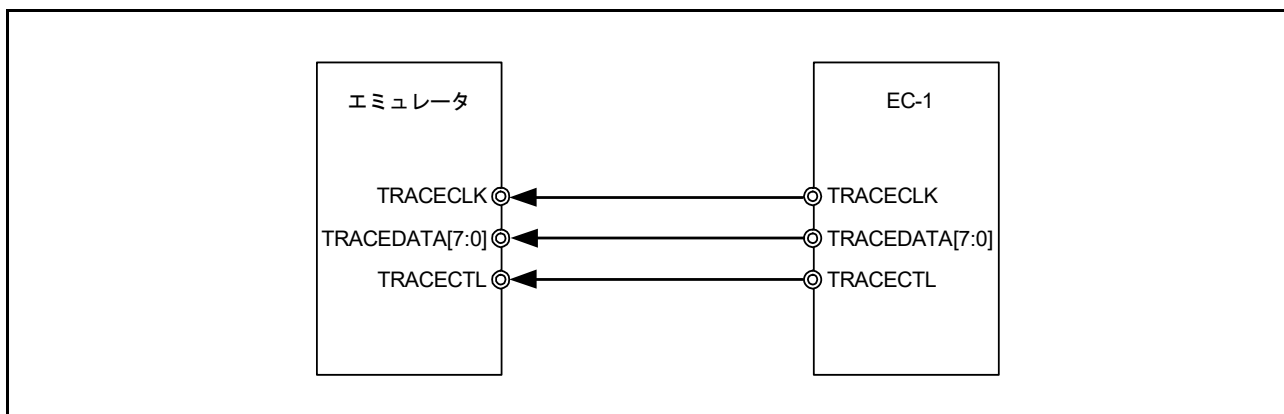 エミュレータ
EC-1
TRACECLK
TRACECLK
TRACEDATA[7:0]
TRACEDATA[7:0]
TRACECTL
TRACECTL